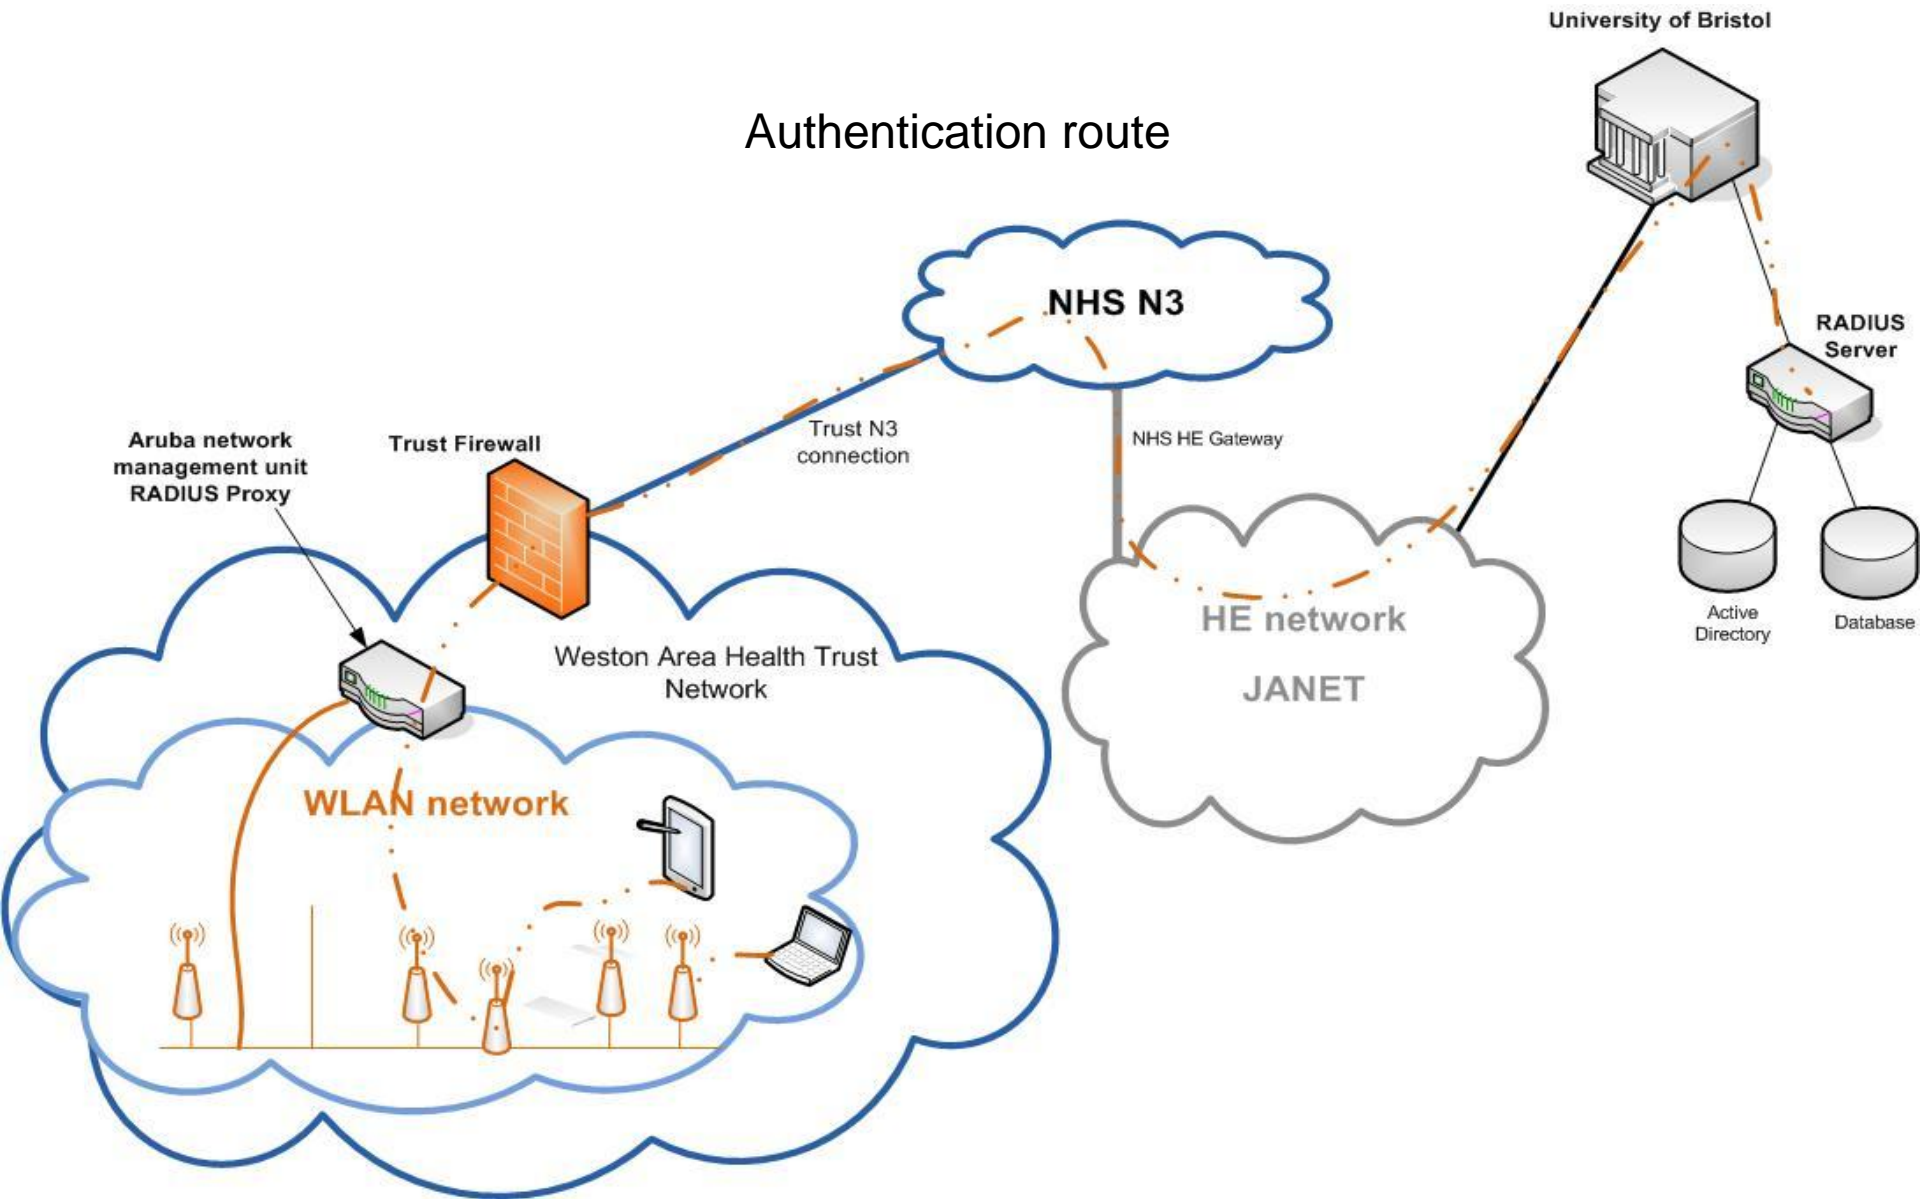 University of Bristol
Authentication route
NHS N3
RADIUS
Server
Trust N3
connection
NHS HE Gateway
Aruba network
management unit
RADIUS Proxy
Trust Firewall
Weston Area Health Trust
Network
HE network
JANET
Active
Directory
Database
WLAN network